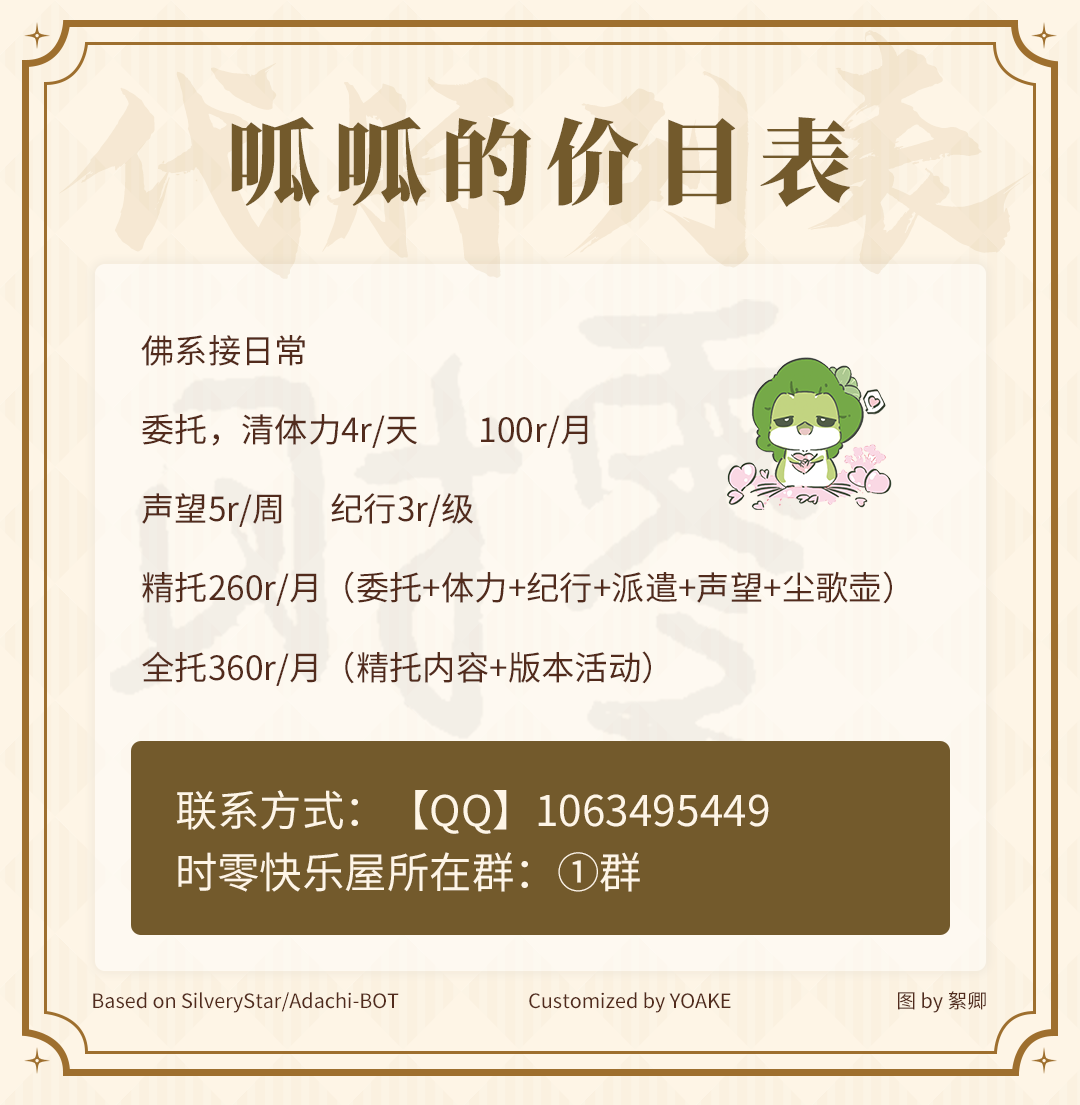 代肝列表
呱呱的价目表
时零
佛系接日常
委托，清体力4r/天 100r/月
声望5r/周 纪行3r/级
精托260r/月（委托+体力+纪行+派遣+声望+尘歌壶）
全托360r/月（精托内容+版本活动）
联系方式：【QQ】1063495449
时零快乐屋所在群：①群
Based on SilveryStar/Adachi-BOT Customized by YOAKE 图 by 絮卿